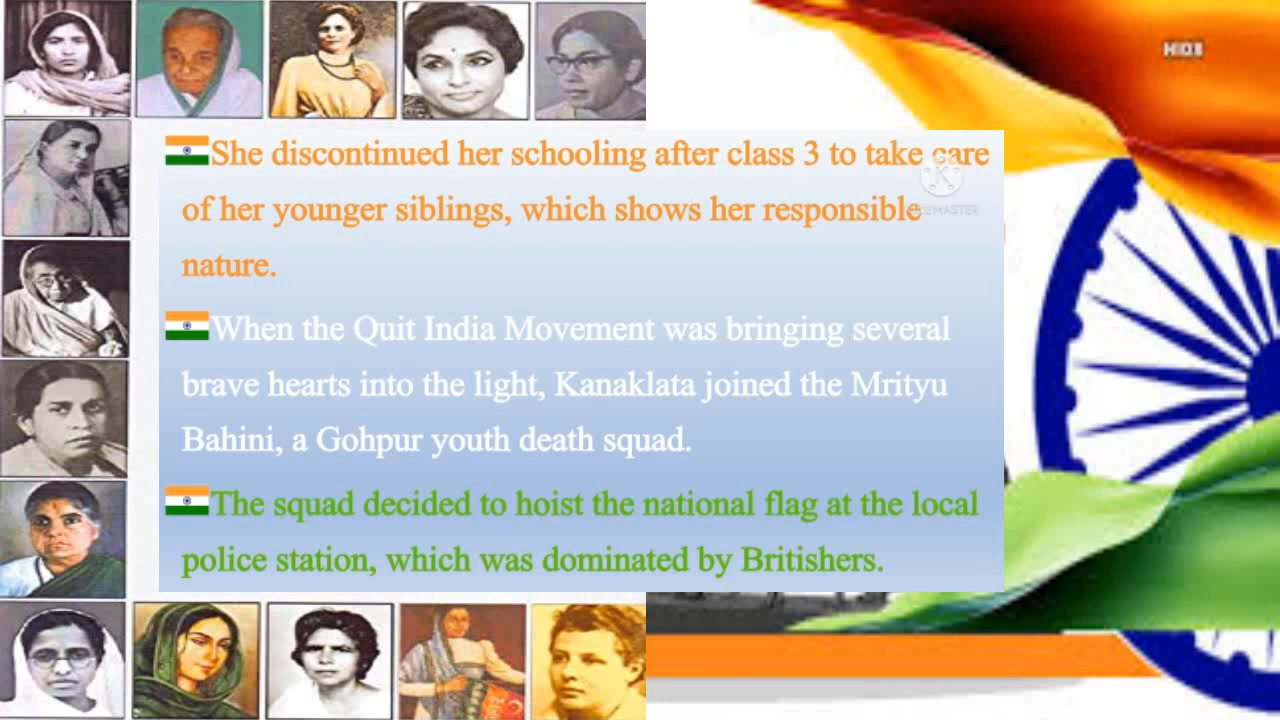 She discontinued her schooling after class 3 to take care
of her younger siblings, which shows her responsible
nature.
When the Quit India Movement was bringing several
brave hearts into the light, Kanaklata joined the Mrityu
Bahini, a Gohpur youth death squad.
The squad decided to hoist the national flag at the local
police station, which was dominated by Britishers.